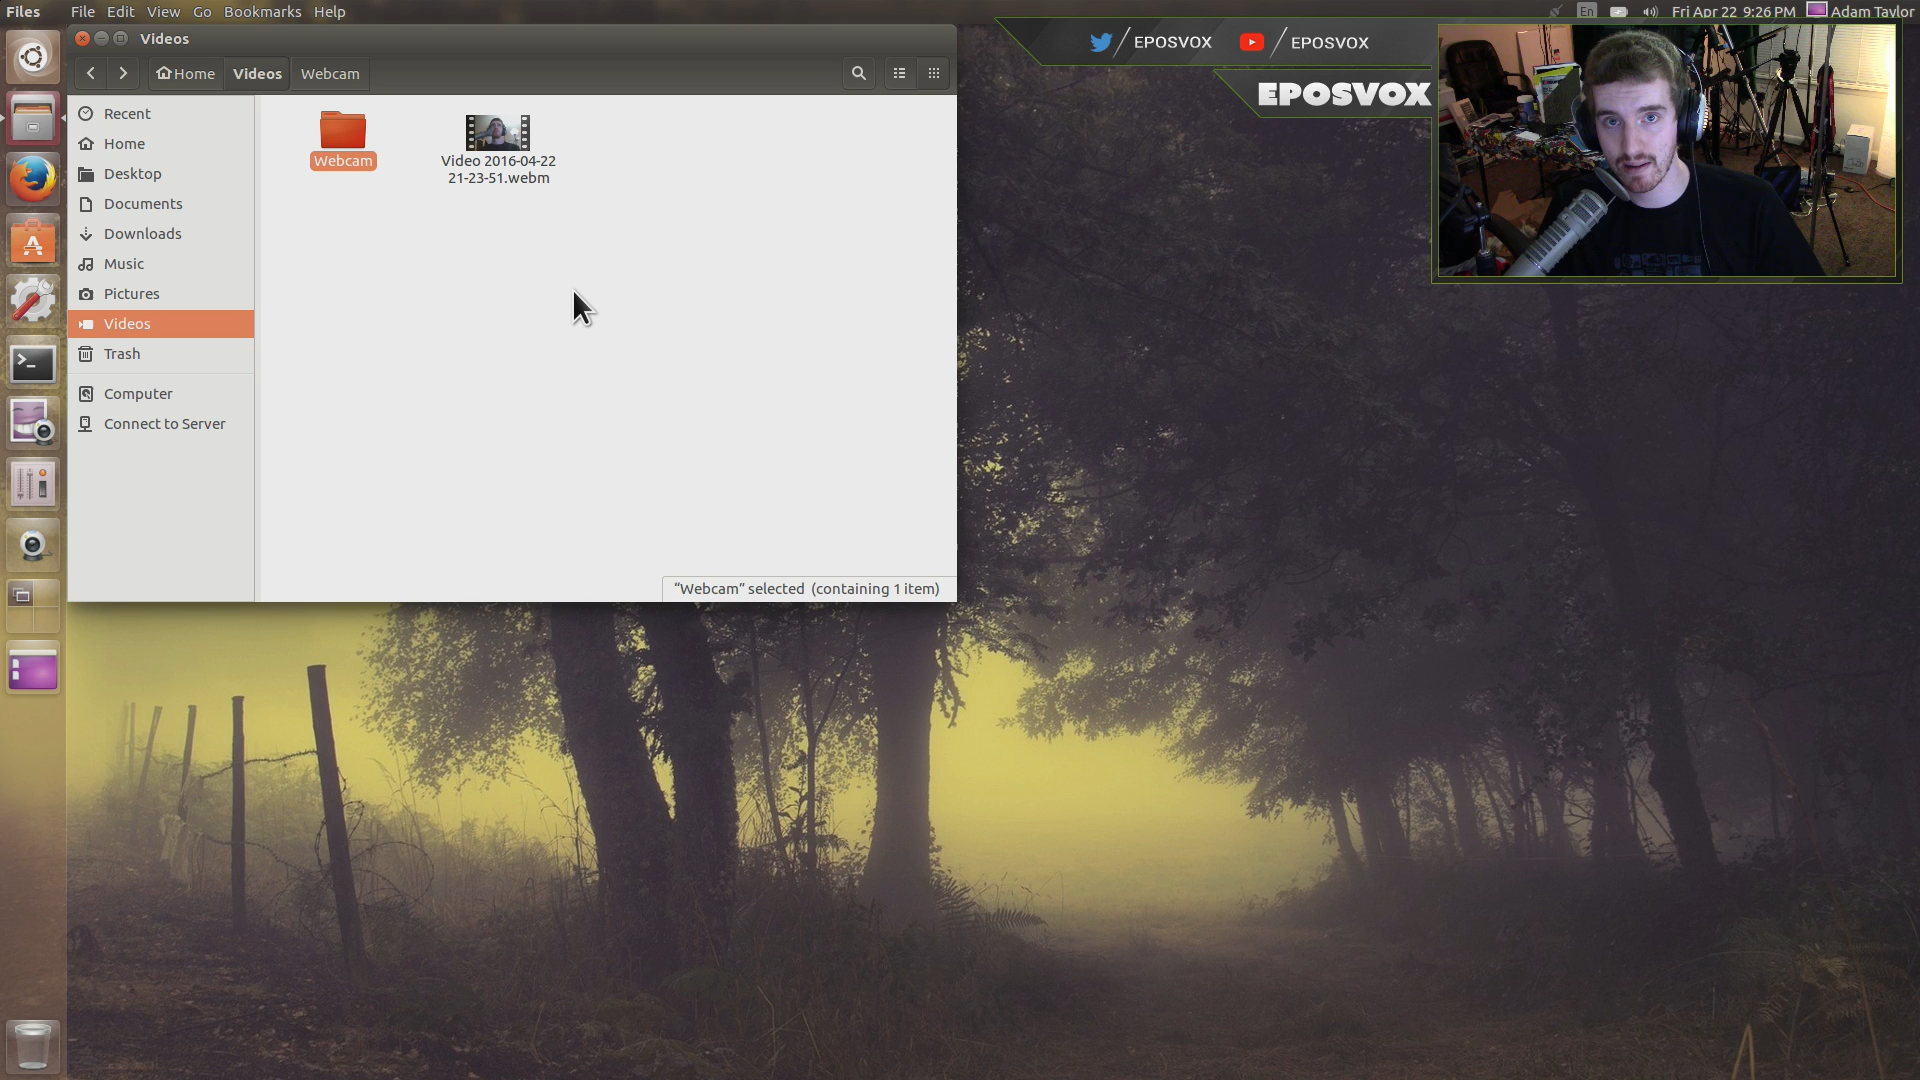 Files
File Edit View Go Bookmarks Help
En
Fri Apr 22 9:26 PM
Adam Taylor
Videos
Home
Videos
Webcam
Recent
Home
Desktop
Documents
Downloads
Music
Pictures
Videos
Trash
Computer
Connect to Server
Webcam
Video 2016-04-22
21-23-51.webm
“Webcam” selected (containing 1 item)
EPOSVOX
EPOSVOX
EPOSVOX